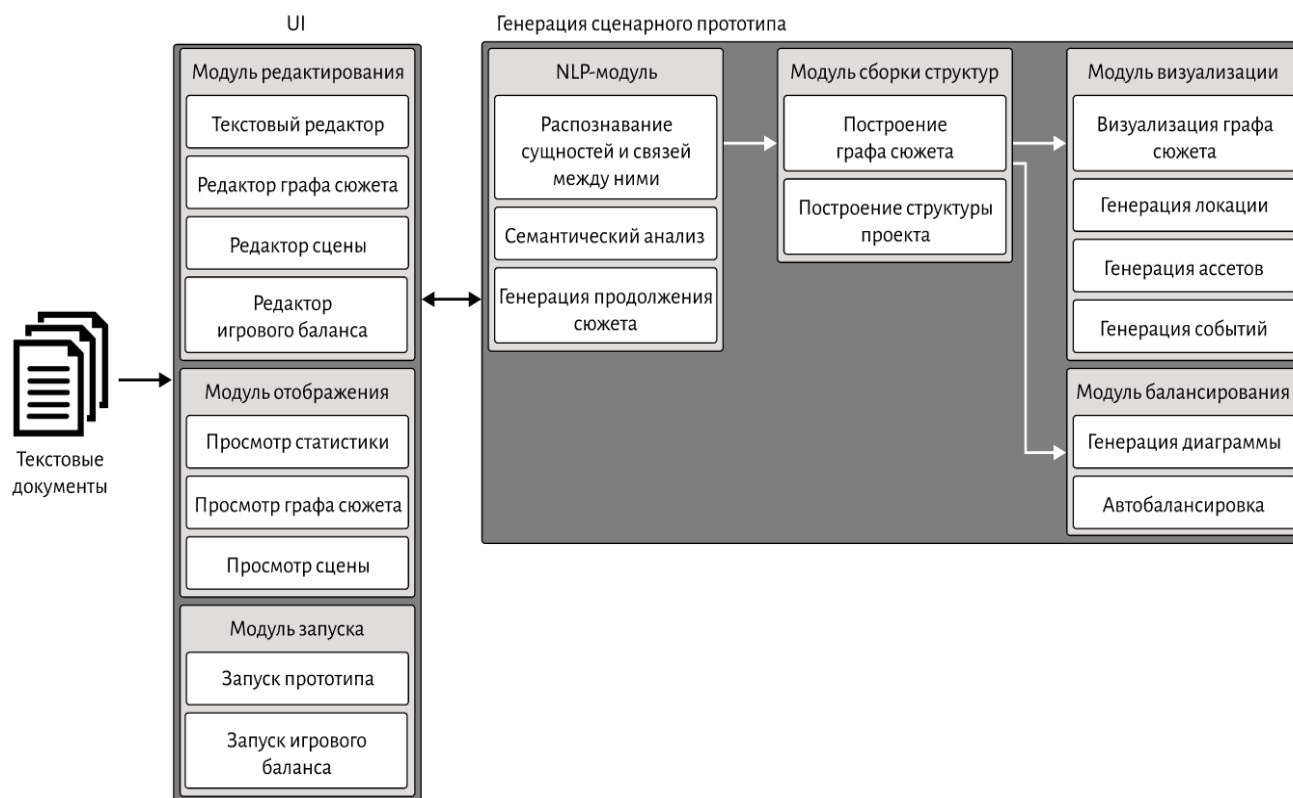 UI
Генерация сценарного прототипа
Модуль редактирования
Текстовый редактор
Редактор графа сюжета
Редактор сцены
Редактор
игрового баланса
Модуль отображения
Просмотр статистики
Просмотр графа сюжета
Просмотр сцены
Модуль запуска
Запуск прототипа
Запуск игрового
баланса
Текстовые
документы
NLP-модуль
Распознавание
сущностей и связей
между ними
Семантический анализ
Генерация продолжения
сюжета
Модуль сборки структур
Построение
графа сюжета
Построение структуры
проекта
Модуль визуализации
Визуализация графа
сюжета
Генерация локации
Генерация ассетов
Генерация событий
Модуль балансирования
Генерация диаграммы
Автобалансировка